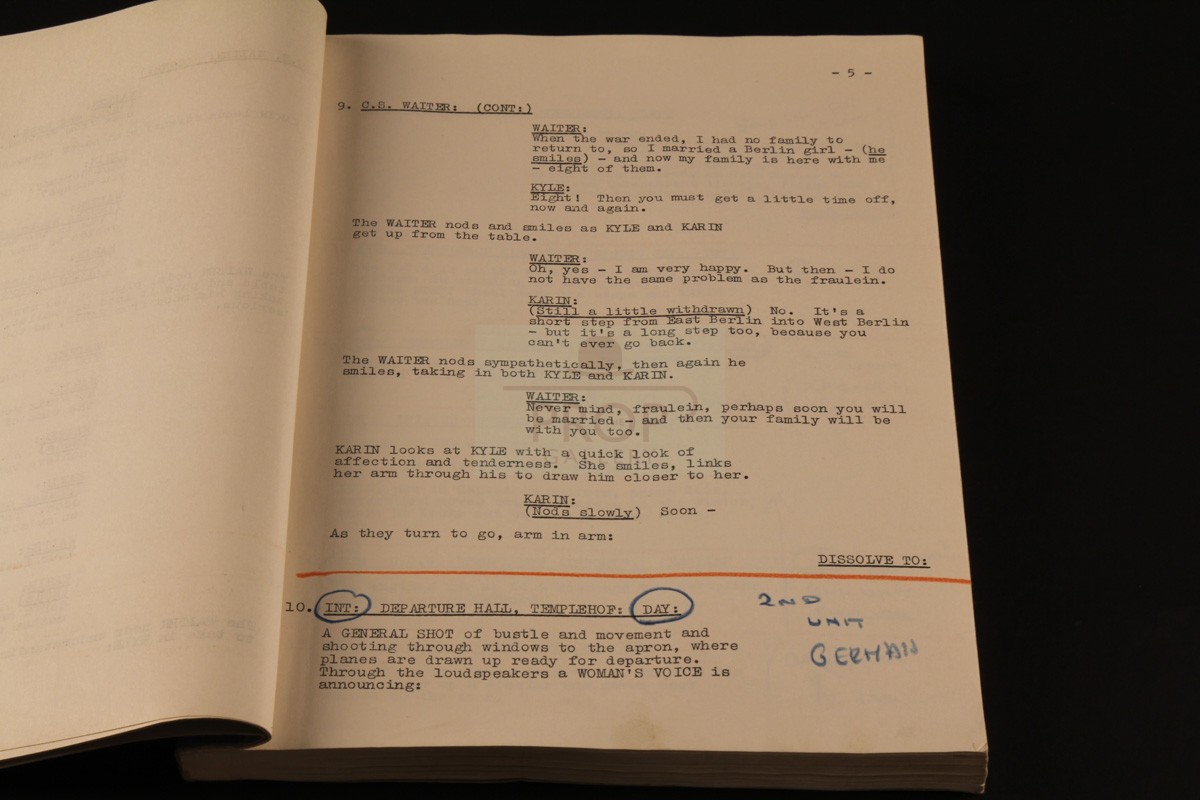 - 5 -
9. C.S. WAITER: (CONT:)
WAITER:
When the war ended, I had no family to
return to, so I married a Berlin girl - (he
smiles) - and now my family is here with me
- eight of them.
KYLE:
Eight! Then you must get a little time off,
now and again.
The WAITER nods and smiles as KYLE and KARIN
get up from the table.
WAITER:
Oh, yes - I am very happy. But then - I do
not have the same problem as the fraulein.
KARIN:
(Still a little withdrawn) No. It's a
short step from East Berlin into West Berlin
- but it's a long step too, because you
can't ever go back.
The WAITER nods sympathetically, then again he
smiles, taking in both KYLE and KARIN.
WAITER:
Never mind, fraulein, perhaps soon you will
be married - and then your family will be
with you too.
KARIN looks at KYLE with a quick look of
affection and tenderness. She smiles, links
her arm through his to draw him closer to her.
KARIN:
(Nods slowly) Soon -
As they turn to go, arm in arm:
DISSOLVE TO:
10. INT: DEPARTURE HALL, TEMPLEHOF: DAY:
2ND
UNIT
GERMAN
A GENERAL SHOT of bustle and movement and
shooting through windows to the apron, where
planes are drawn up ready for departure.
Through the loudspeakers a WOMAN'S VOICE is
announcing:
PROP